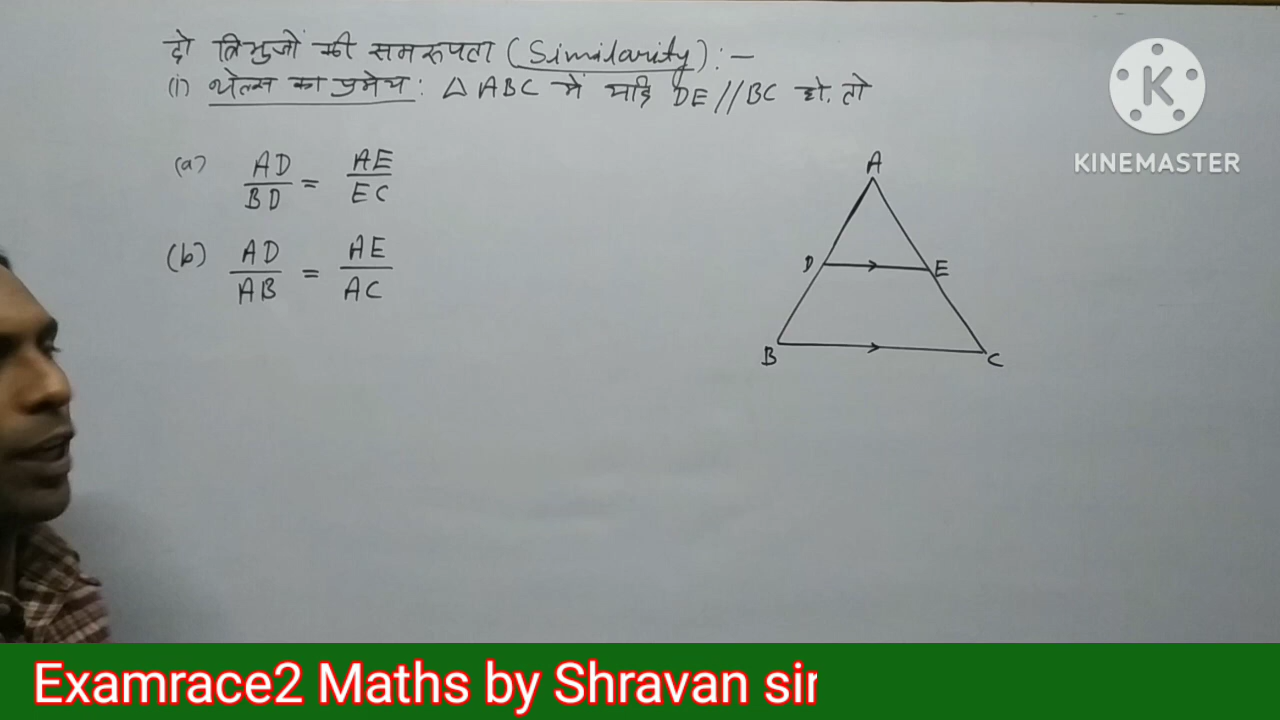 दो त्रिभुजों की समरूपता (Similarity) : –
(i) थेल्स का प्रमेय : △ ABC में यदि DE // BC हो, तो
(a) AD/BD = AE/EC
(b) AD/AB = AE/AC
A
D
E
B
C
K
KINEMASTER
Examrace2 Maths by Shravan sir